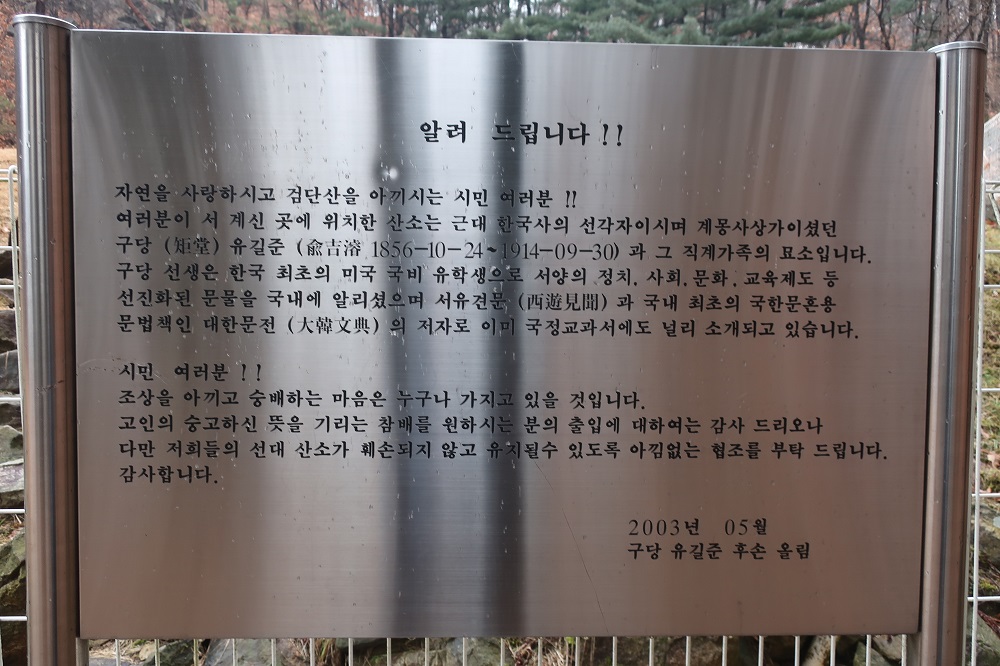 알려 드립니다!!
자연을 사랑하시고 검단산을 아끼시는 시민 여러분 !!
여러분이 서 계신 곳에 위치한 산소는 근대 한국사의 선각자이시며 계몽사상가이셨던
구당 (矩堂) 유길준 (兪吉濬 1856-10-24~1914-09-30) 과 그 직계가족의 묘소입니다.
구당 선생은 한국 최초의 미국 국비 유학생으로 서양의 정치, 사회, 문화, 교육제도 등
선진화된 문물을 국내에 알리셨으며 서유견문 (西遊見聞) 과 국내 최초의 국한문혼용
문법책인 대한문전 (大韓文典) 의 저자로 이미 국정교과서에도 널리 소개되고 있습니다.
시민 여러분 !!
조상을 아끼고 숭배하는 마음은 누구나 가지고 있을 것입니다.
고인의 숭고하신 뜻을 기리는 참배를 원하시는 분의 출입에 대하여는 감사 드리오나
다만 저희들의 선대 산소가 훼손되지 않고 유지될수 있도록 아낌없는 협조를 부탁 드립니다.
감사합니다.
2003년 05월
구당 유길준 후손 올림